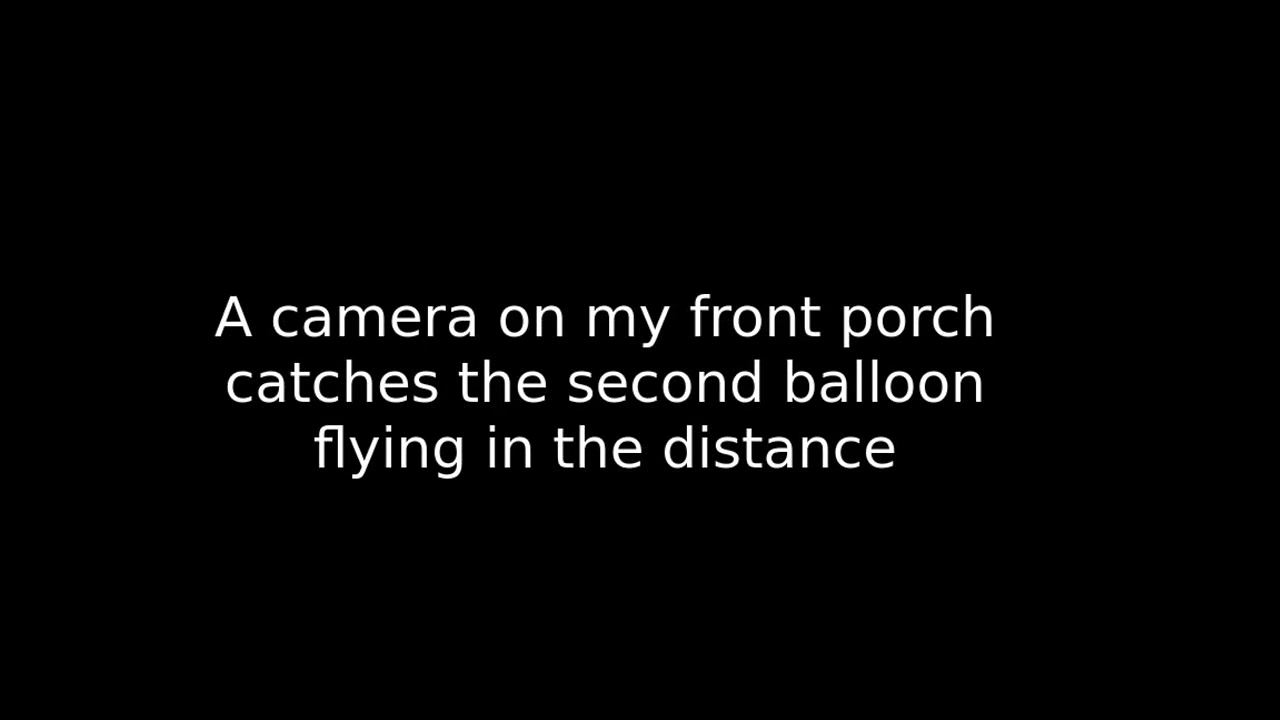 A camera on my front porch
catches the second balloon
flying in the distance